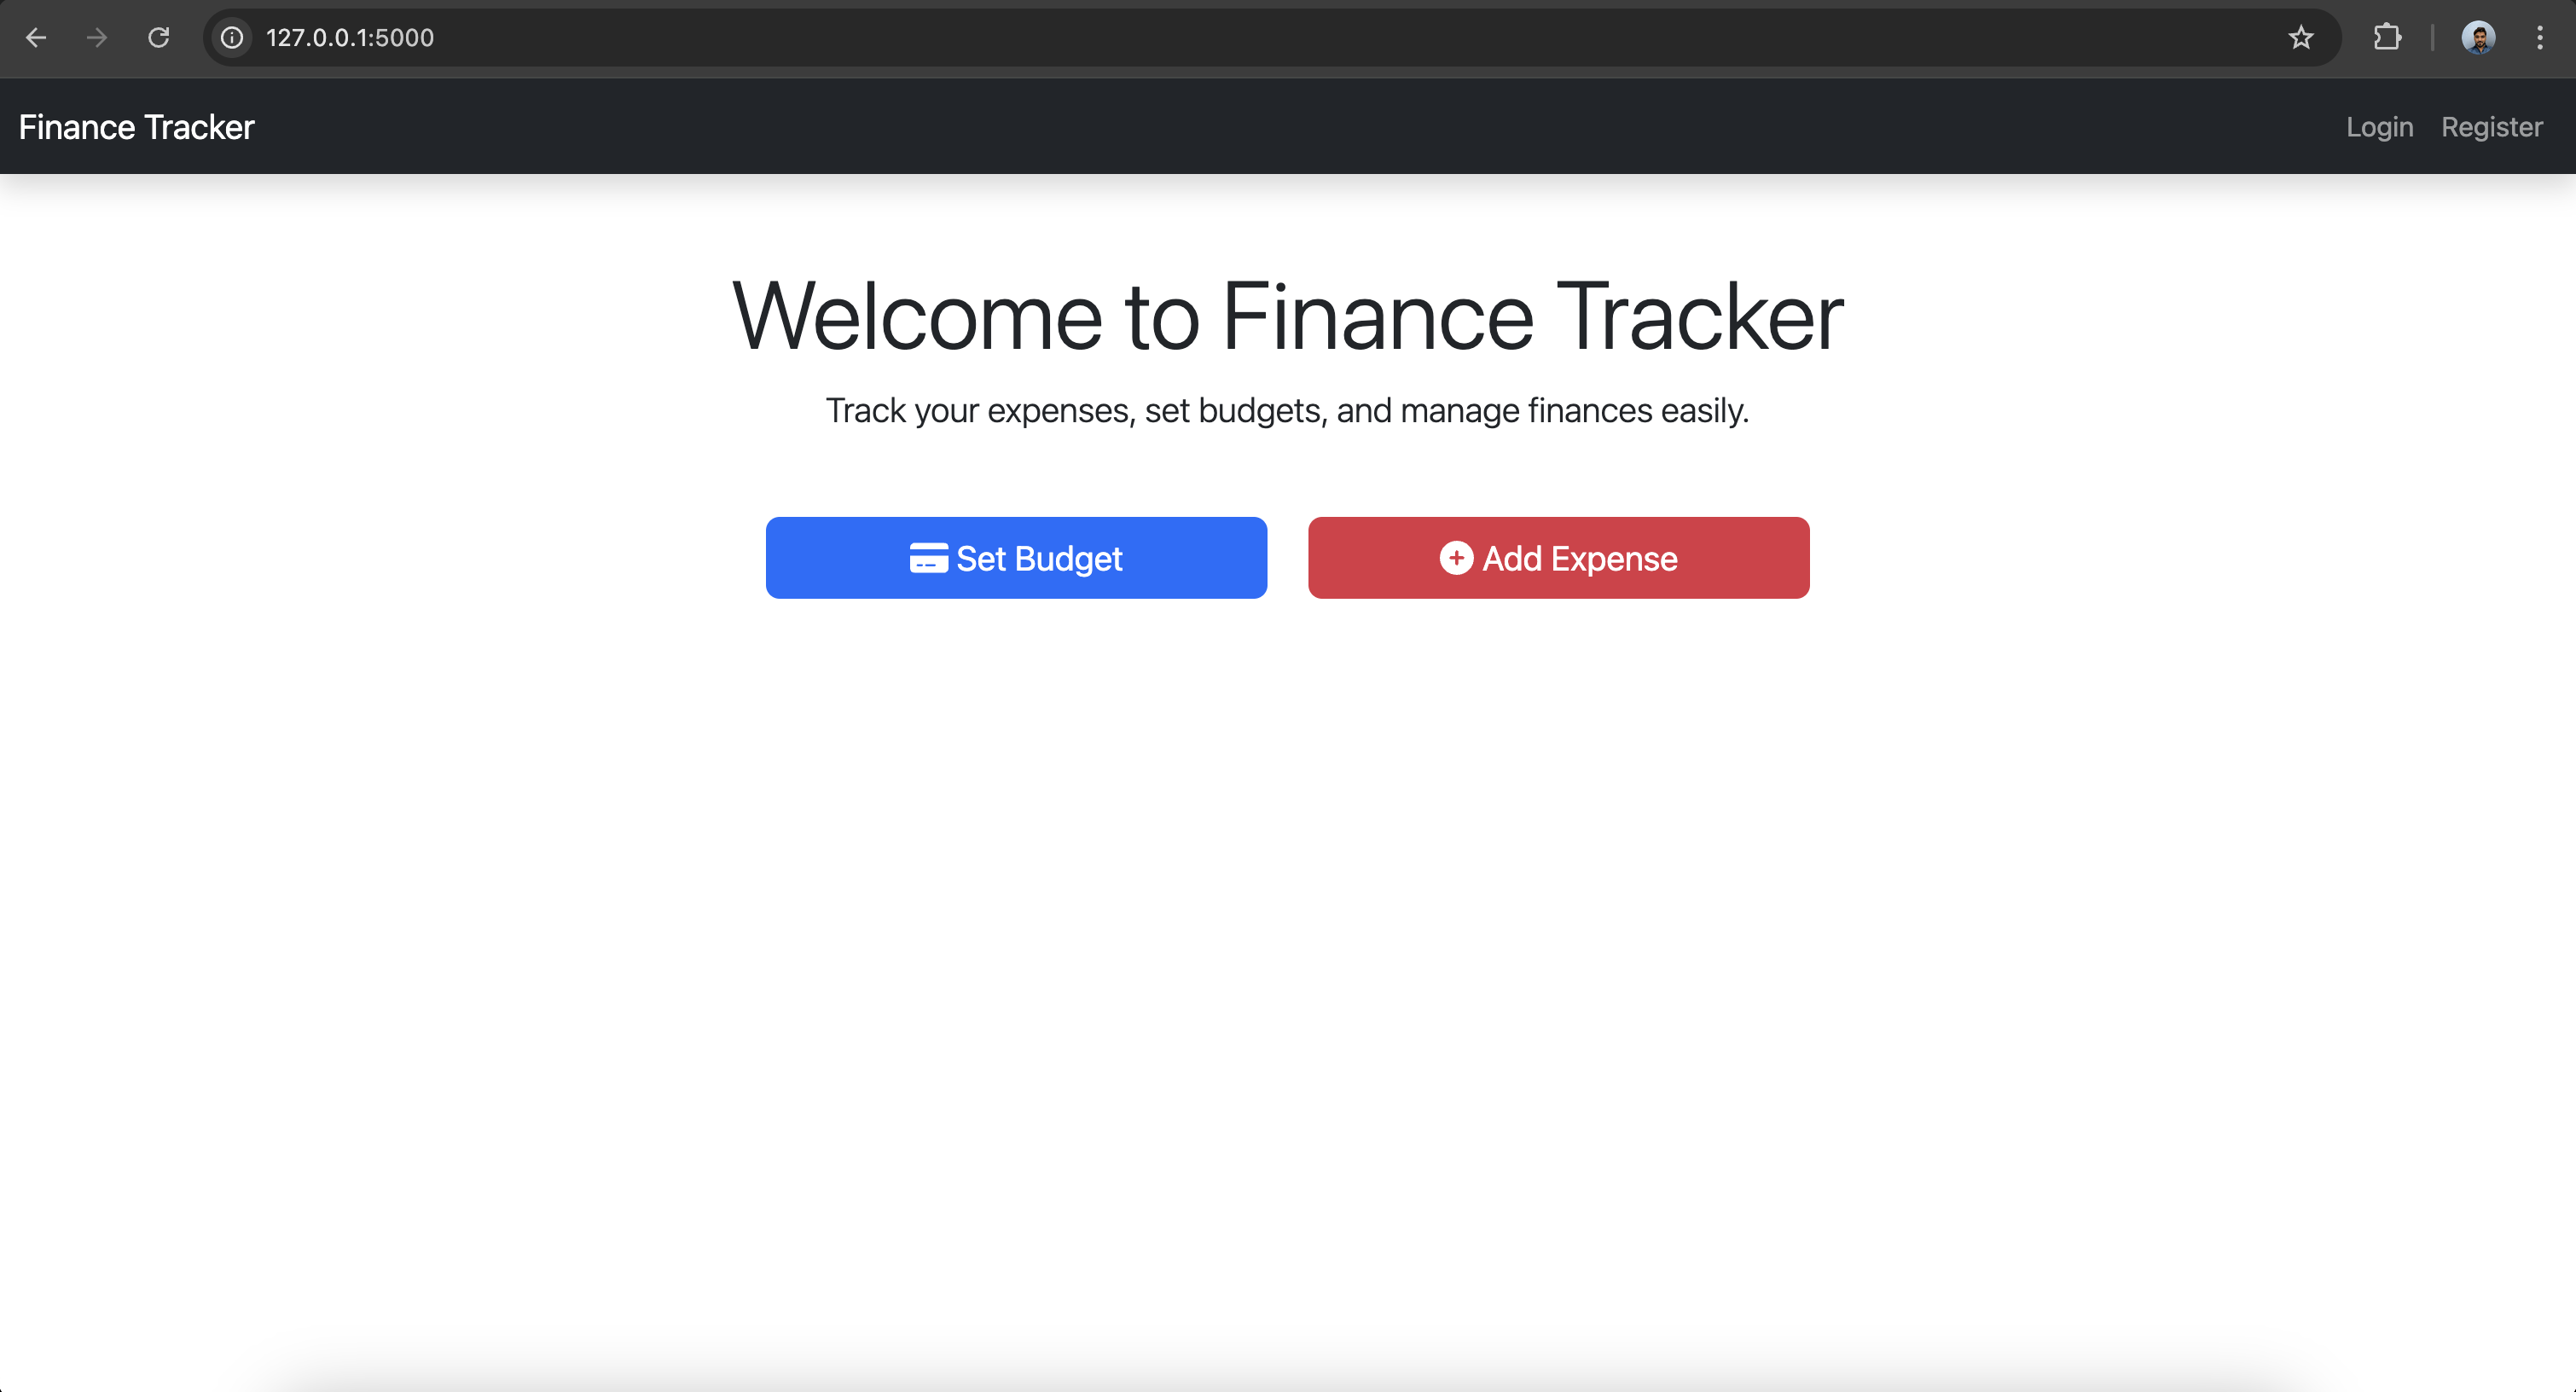 127.0.0.1:5000
Finance Tracker
Login Register
Welcome to Finance Tracker
Track your expenses, set budgets, and manage finances easily.
Set Budget
Add Expense